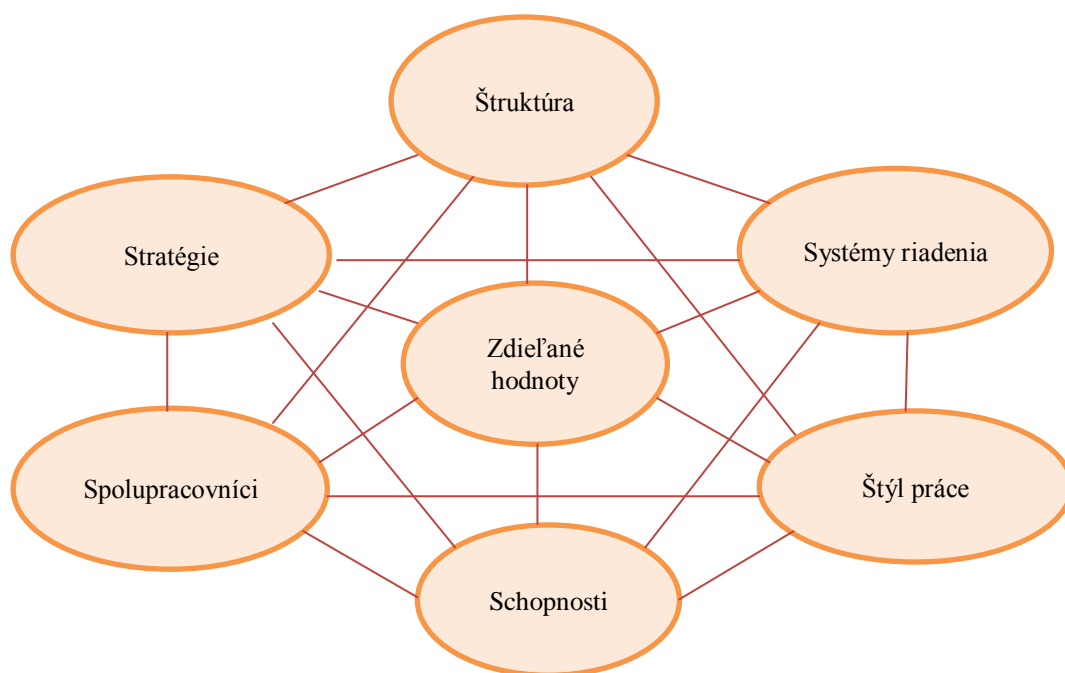 Štruktúra
Stratégie
Systémy riadenia
Zdieľané
hodnoty
Spolupracovníci
Štýl práce
Schopnosti